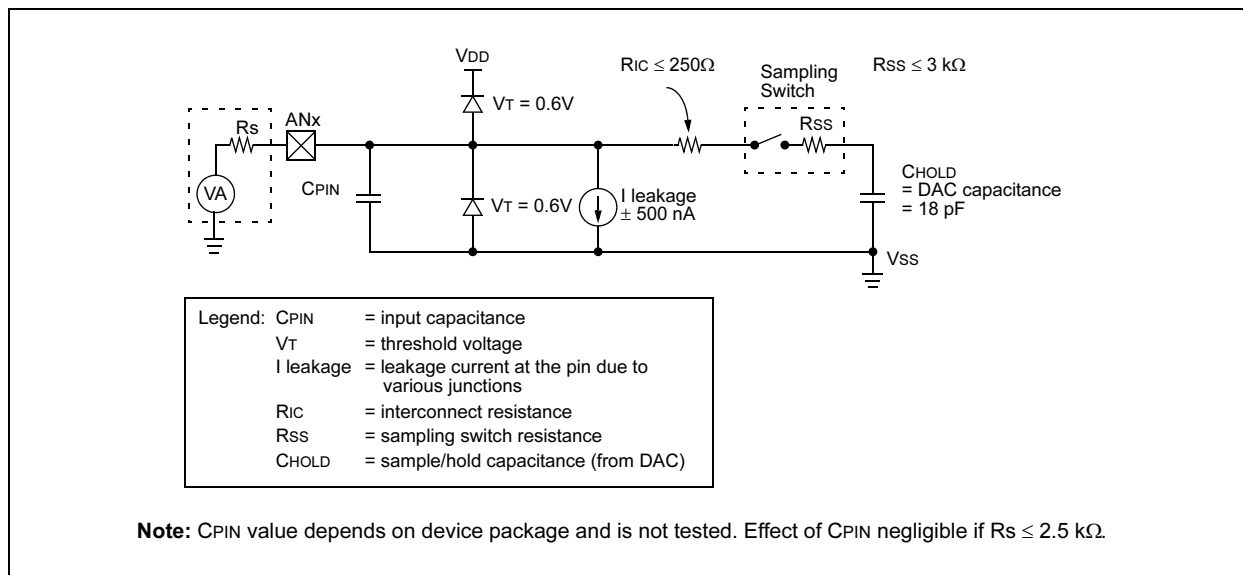 VDD
RIC ≤ 250Ω
Sampling
Switch
RSS ≤ 3 kΩ
VT = 0.6V
Rs
ANx
RSS
VA
CPIN
VT = 0.6V
I leakage
± 500 nA
CHOLD
= DAC capacitance
= 18 pF
VSS
Legend: CPIN = input capacitance
VT = threshold voltage
I leakage = leakage current at the pin due to
various junctions
RIC = interconnect resistance
RSS = sampling switch resistance
CHOLD = sample/hold capacitance (from DAC)
Note: CPIN value depends on device package and is not tested. Effect of CPIN negligible if Rs ≤ 2.5 kΩ.